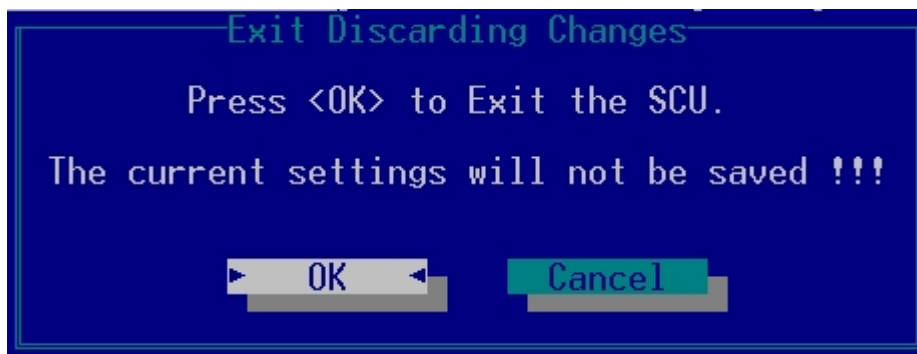 Exit Discarding Changes
Press <OK> to Exit the SCU.
The current settings will not be saved !!!
OK Cancel